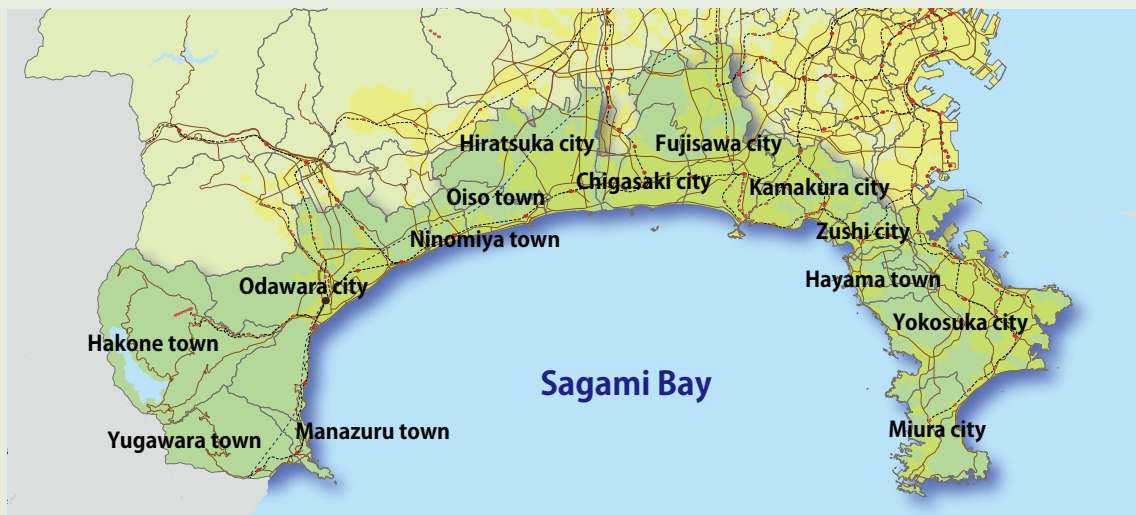 Hiratsuka city
Fujisawa city
Chigasaki city
Kamakura city
Oiso town
Zushi city
Ninomiya town
Hayama town
Odawara city
Yokosuka city
Hakone town
Sagami Bay
Miura city
Manazuru town
Yugawara town